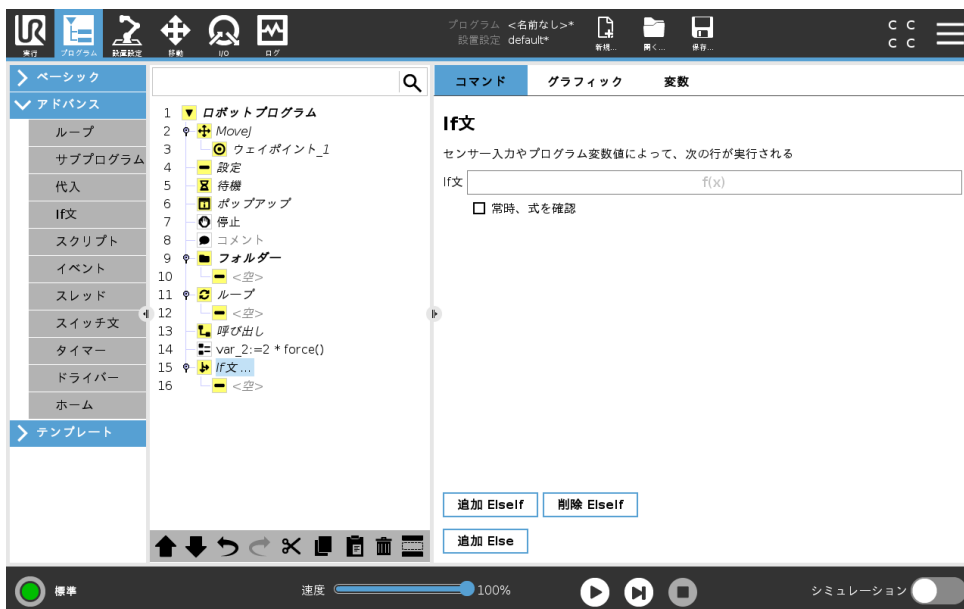 UR
実行
プログラム
設置設定
移動
I/O
ログ
プログラム <名前なし>*
設置設定 default*
新規...
開く...
保存...
C C
C C
ベーシック
アドバンス
ループ
サブプログラム
代入
If文
スクリプト
イベント
スレッド
スイッチ文
タイマー
ドライバー
ホーム
テンプレート
1 ロボットプログラム
2 MoveJ
3 ウェイポイント_1
4 設定
5 待機
6 ポップアップ
7 停止
8 コメント
9 フォルダー
10 <空>
11 ループ
12 <空>
13 呼び出し
14 var_2:=2 * force()
15 If文...
16 <空>
コマンド グラフィック 変数
If文
センサー入力やプログラム変数値によって、次の行が実行される
If文 f(x)
常時、式を確認
追加 ElseIf 削除 ElseIf
追加 Else
標準
速度 100%
シミュレーション